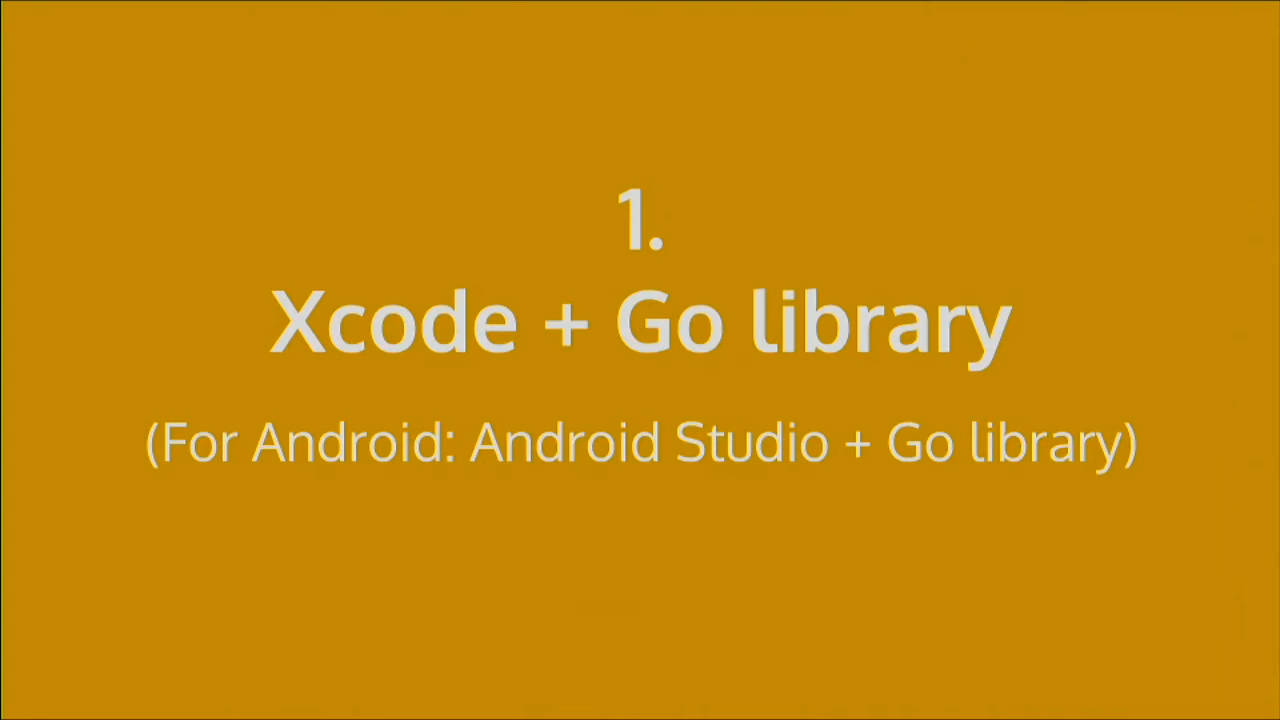 1.
Xcode + Go library
(For Android: Android Studio + Go library)